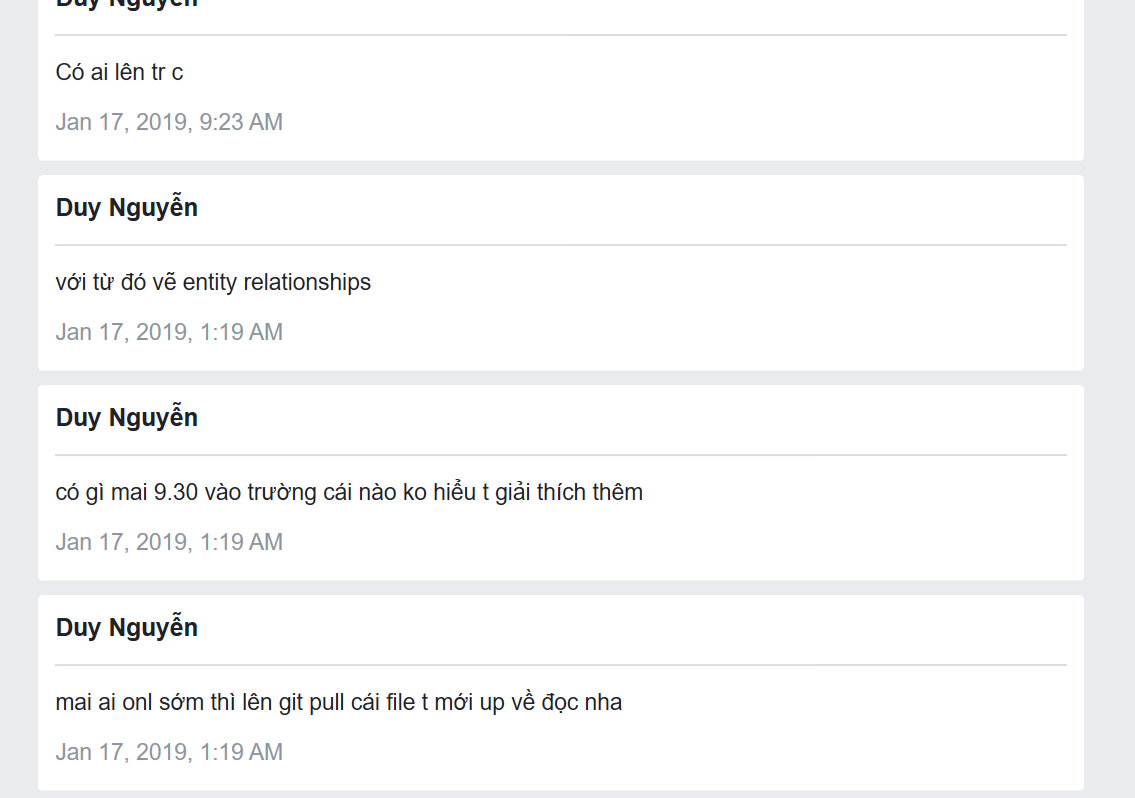 Duy Nguyễn
Có ai lên tr c
Jan 17, 2019, 9:23 AM
Duy Nguyễn
với từ đó vẽ entity relationships
Jan 17, 2019, 1:19 AM
Duy Nguyễn
có gì mai 9.30 vào trường cái nào ko hiểu t giải thích thêm
Jan 17, 2019, 1:19 AM
Duy Nguyễn
mai ai onl sớm thì lên git pull cái file t mới up về đọc nha
Jan 17, 2019, 1:19 AM